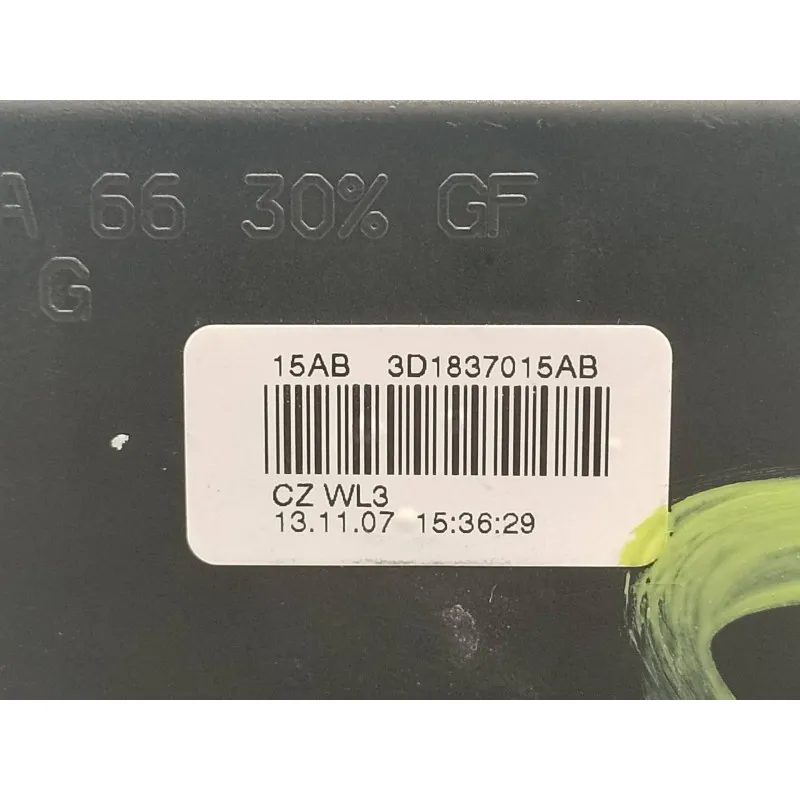 A 66 30% GF
G
15AB 3D1837015AB
CZ WL3
13.11.07 15:36:29